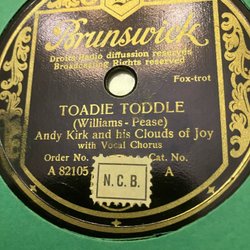 Brunswick
Droits Radio diffusion reservés
Broadcasting Rights reserved
Fox-trot
TOADIE TODDLE
(Williams - Pease)
Andy Kirk and his Clouds of Joy
with Vocal Chorus
Order No. Cat. No.
A 82105 A
N.C.B.